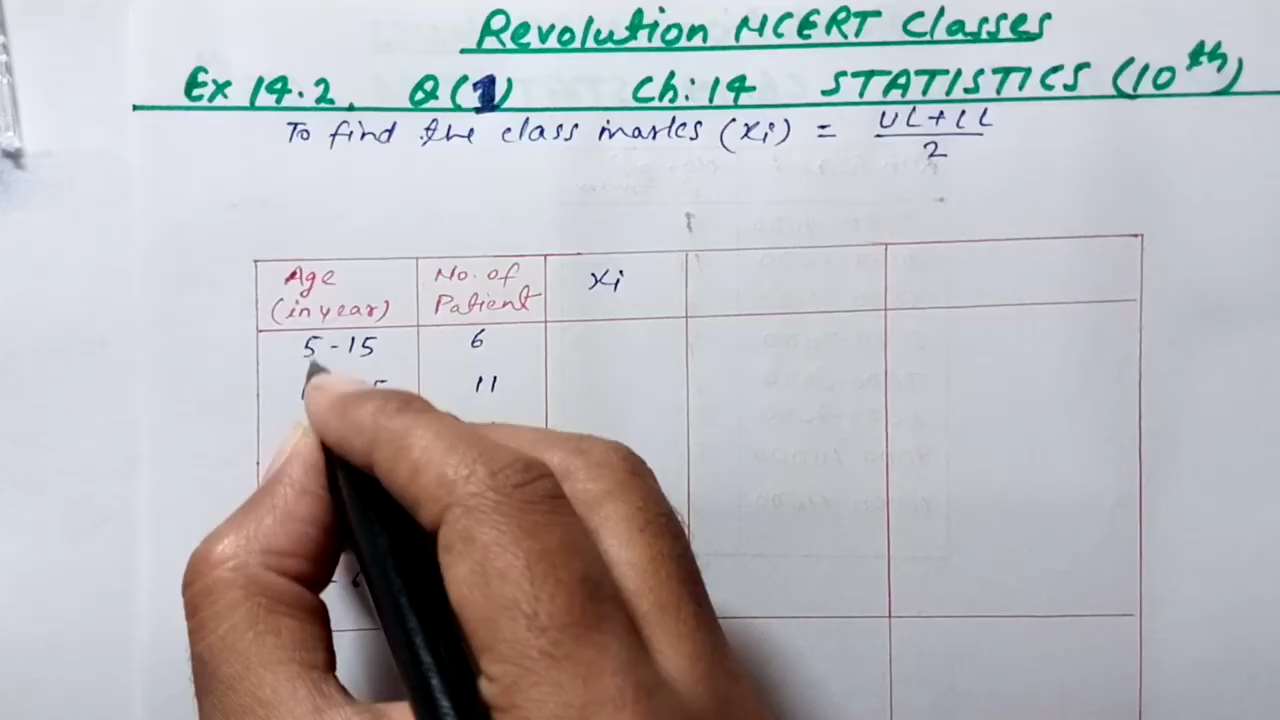 Revolution NCERT Classes
Ex 14.2. Q(1) Ch:14 STATISTICS (10th)
To find the class marks (xi) = UL+LL
2
Age No. of xi
(in year) Patient
5-15 6
11